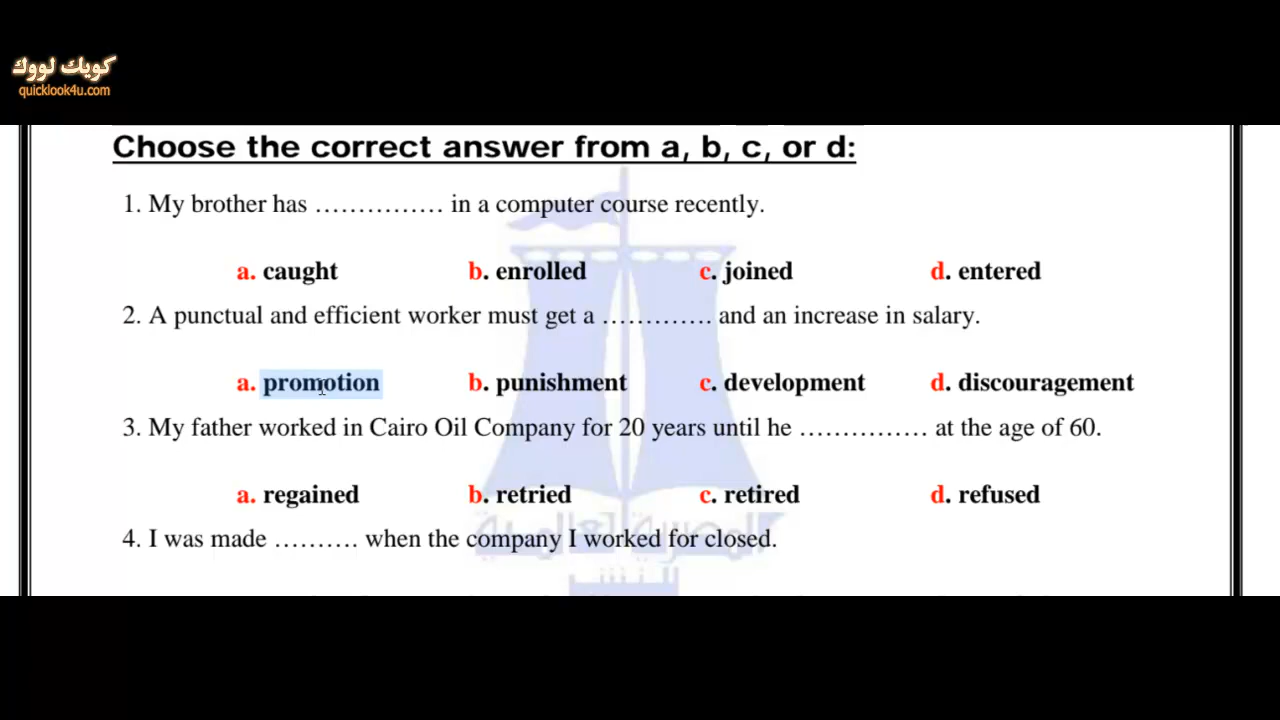 كويك لووك
quicklook4u.com
Choose the correct answer from a, b, c, or d:
1. My brother has …………… in a computer course recently.
a. caught b. enrolled c. joined d. entered
2. A punctual and efficient worker must get a …………. and an increase in salary.
a. promotion b. punishment c. development d. discouragement
3. My father worked in Cairo Oil Company for 20 years until he …………… at the age of 60.
a. regained b. retried c. retired d. refused
المصرية العالمية
4. I was made ………. when the company I worked for closed.